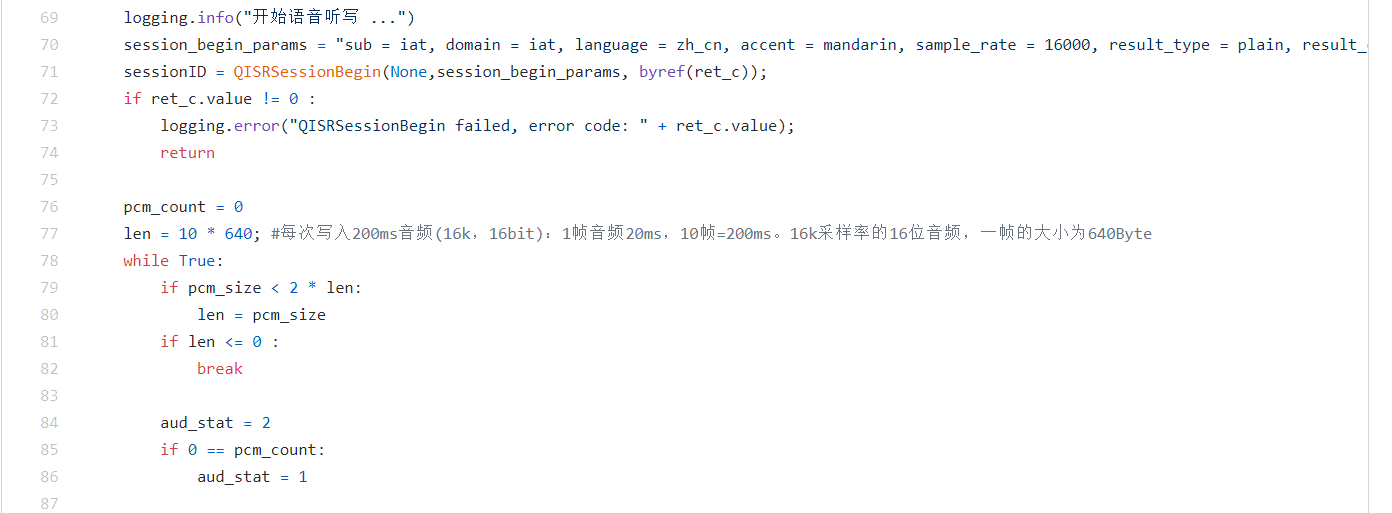 69 logging.info("开始语音听写 ...")
70 session_begin_params = "sub = iat, domain = iat, language = zh_cn, accent = mandarin, sample_rate = 16000, result_type = plain, result_
71 sessionID = QISRSessionBegin(None,session_begin_params, byref(ret_c));
72 if ret_c.value != 0 :
73 logging.error("QISRSessionBegin failed, error code: " + ret_c.value);
74 return
75
76 pcm_count = 0
77 len = 10 * 640; #每次写入200ms音频(16k，16bit)：1帧音频20ms，10帧=200ms。16k采样率的16位音频，一帧的大小为640Byte
78 while True:
79 if pcm_size < 2 * len:
80 len = pcm_size
81 if len <= 0 :
82 break
83
84 aud_stat = 2
85 if 0 == pcm_count:
86 aud_stat = 1
87